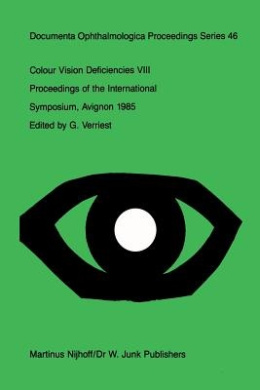 Documenta Ophthalmologica Proceedings Series 46
Colour Vision Deficiencies VIII
Proceedings of the International
Symposium, Avignon 1985
Edited by G. Verriest
Martinus Nijhoff/Dr W. Junk Publishers